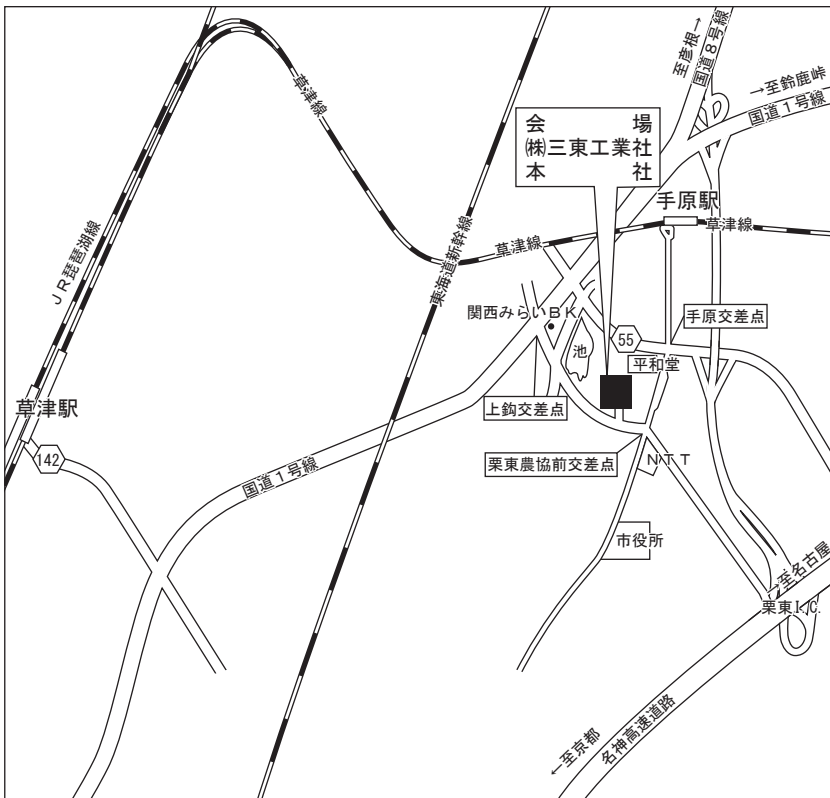 至彦根→
国道8号線
→至鈴鹿峠
国道1号線
草津線
会場
㈱三東工業社
本社
手原駅
草津線
草津線
JR琵琶湖線
東海道新幹線
関西みらいBK
池
55
手原交差点
平和堂
草津駅
上鈎交差点
142
国道1号線
栗東農協前交差点
NTT
市役所
→至名古屋
栗東I.C.
←至京都
名神高速道路